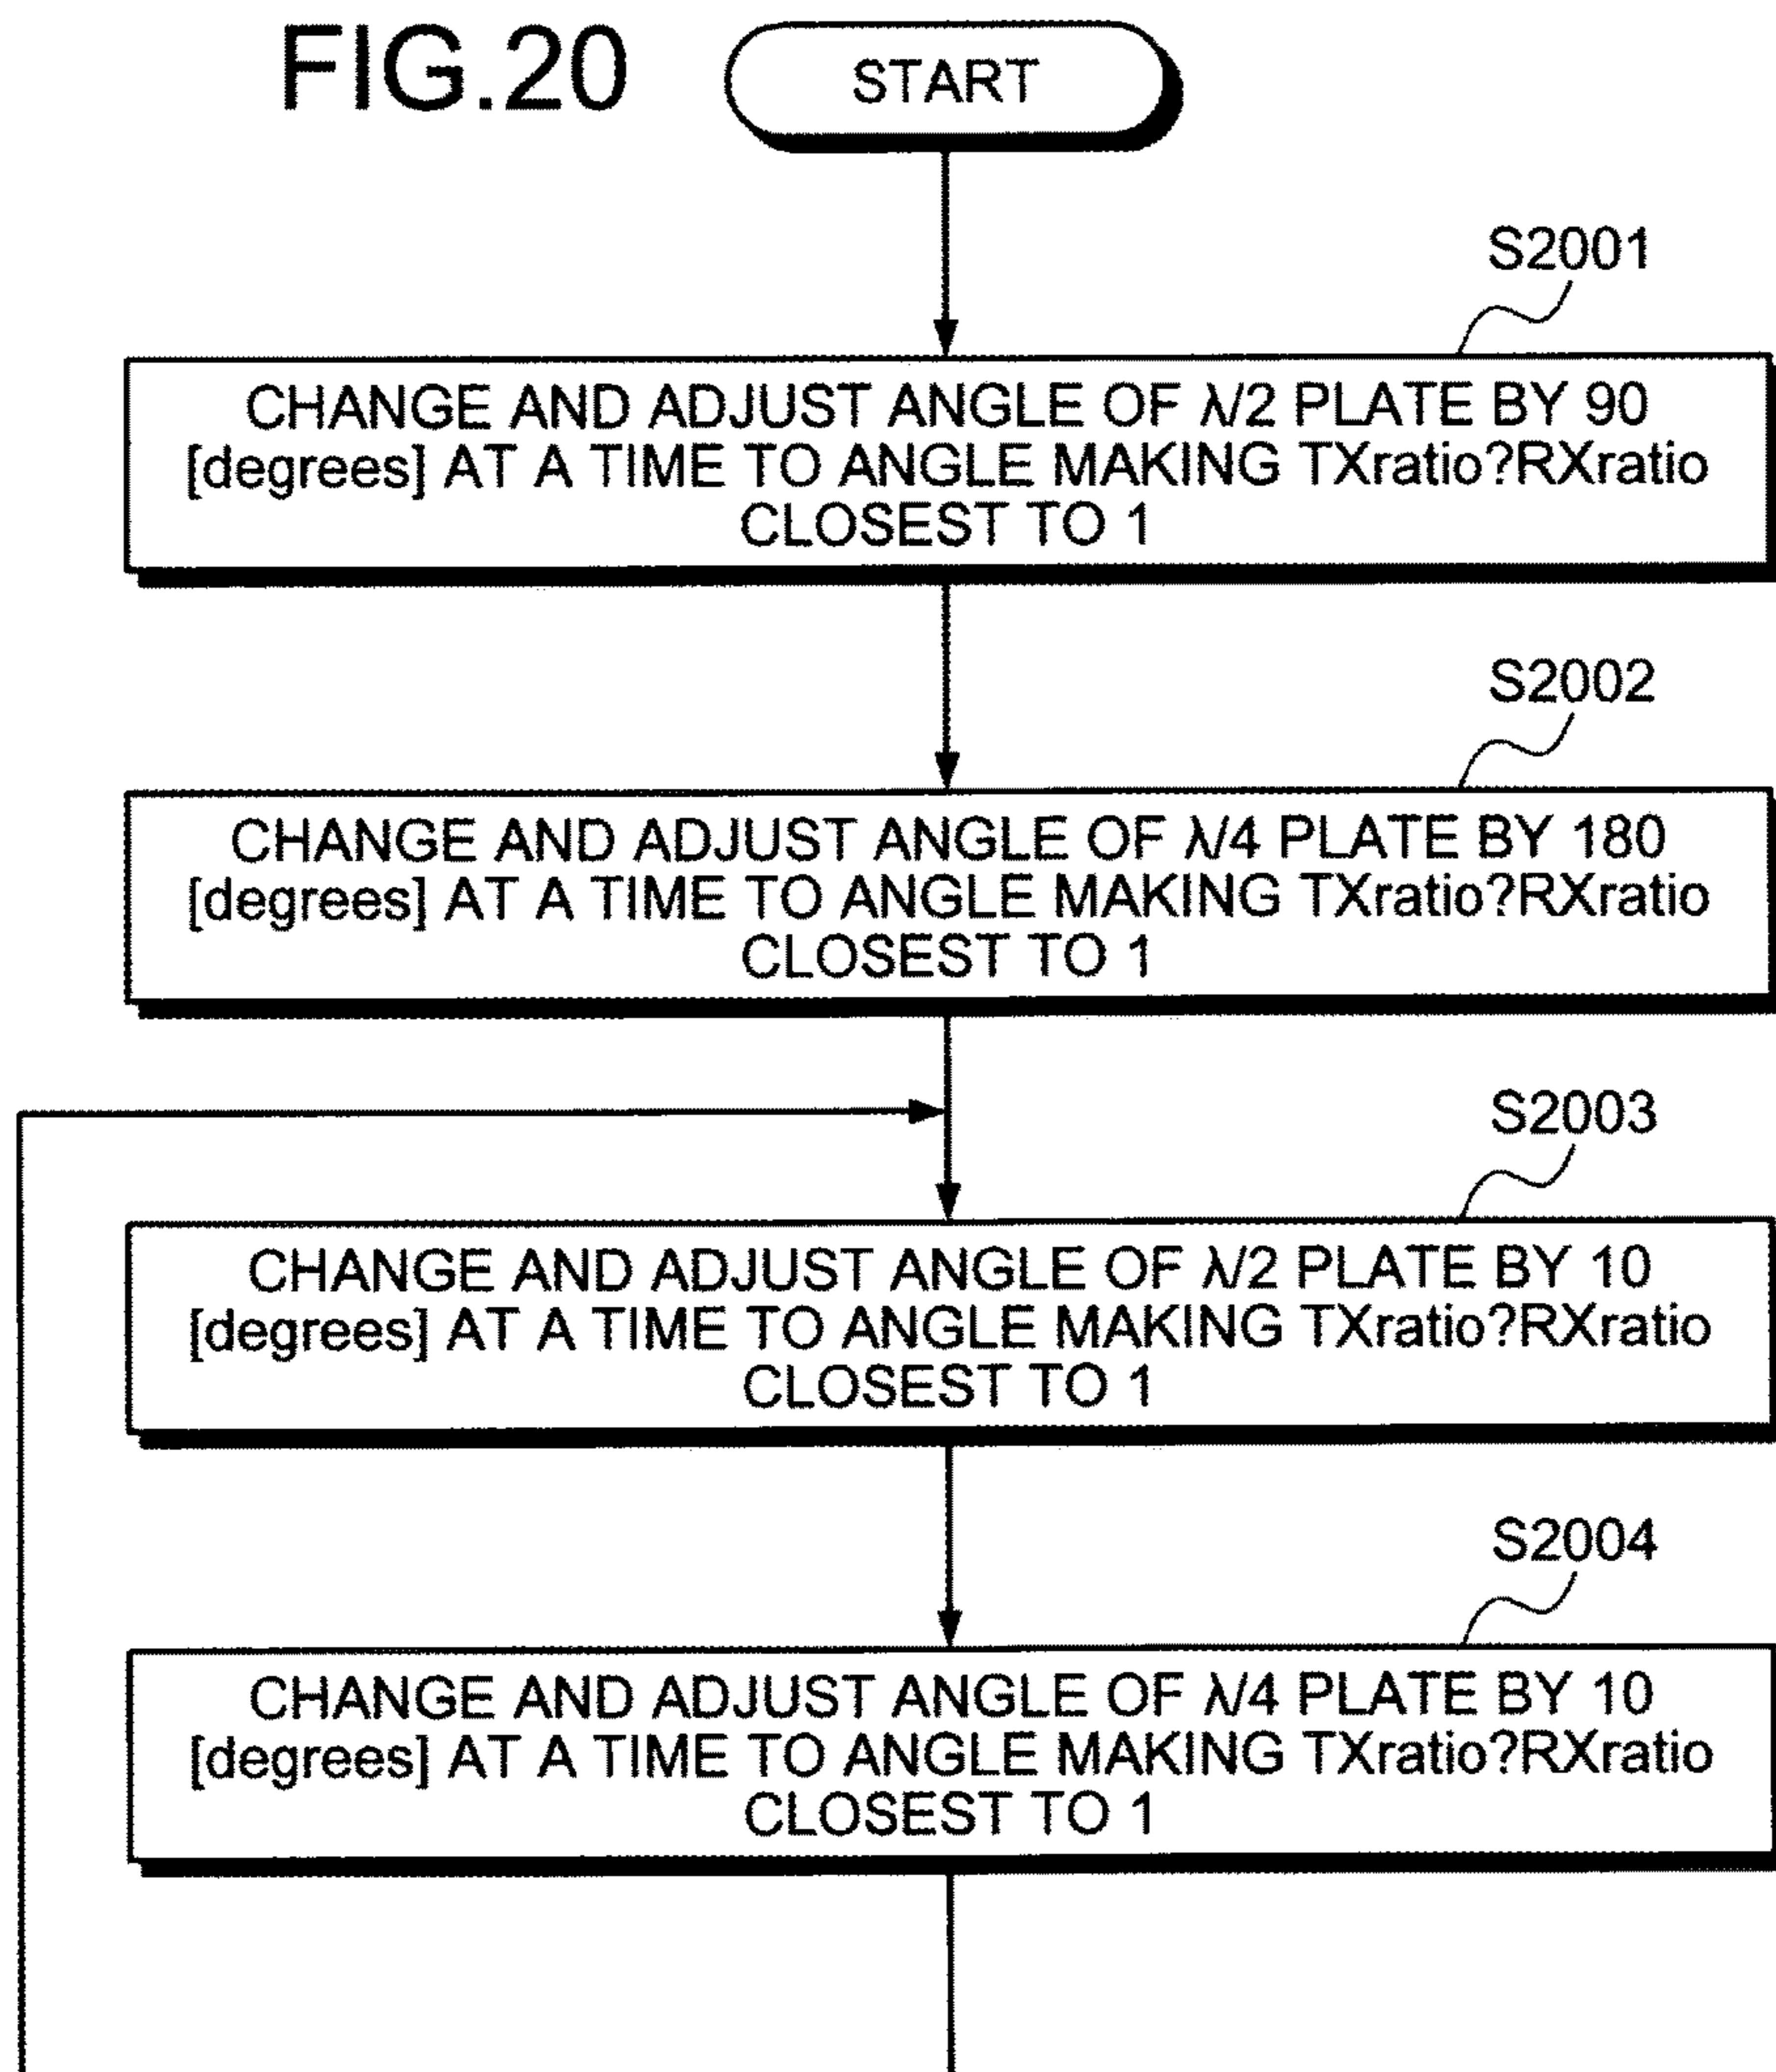 FIG.20
START
S2001
CHANGE AND ADJUST ANGLE OF λ/2 PLATE BY 90
[degrees] AT A TIME TO ANGLE MAKING TXratio?RXratio
CLOSEST TO 1
S2002
CHANGE AND ADJUST ANGLE OF λ/4 PLATE BY 180
[degrees] AT A TIME TO ANGLE MAKING TXratio?RXratio
CLOSEST TO 1
S2003
CHANGE AND ADJUST ANGLE OF λ/2 PLATE BY 10
[degrees] AT A TIME TO ANGLE MAKING TXratio?RXratio
CLOSEST TO 1
S2004
CHANGE AND ADJUST ANGLE OF λ/4 PLATE BY 10
[degrees] AT A TIME TO ANGLE MAKING TXratio?RXratio
CLOSEST TO 1